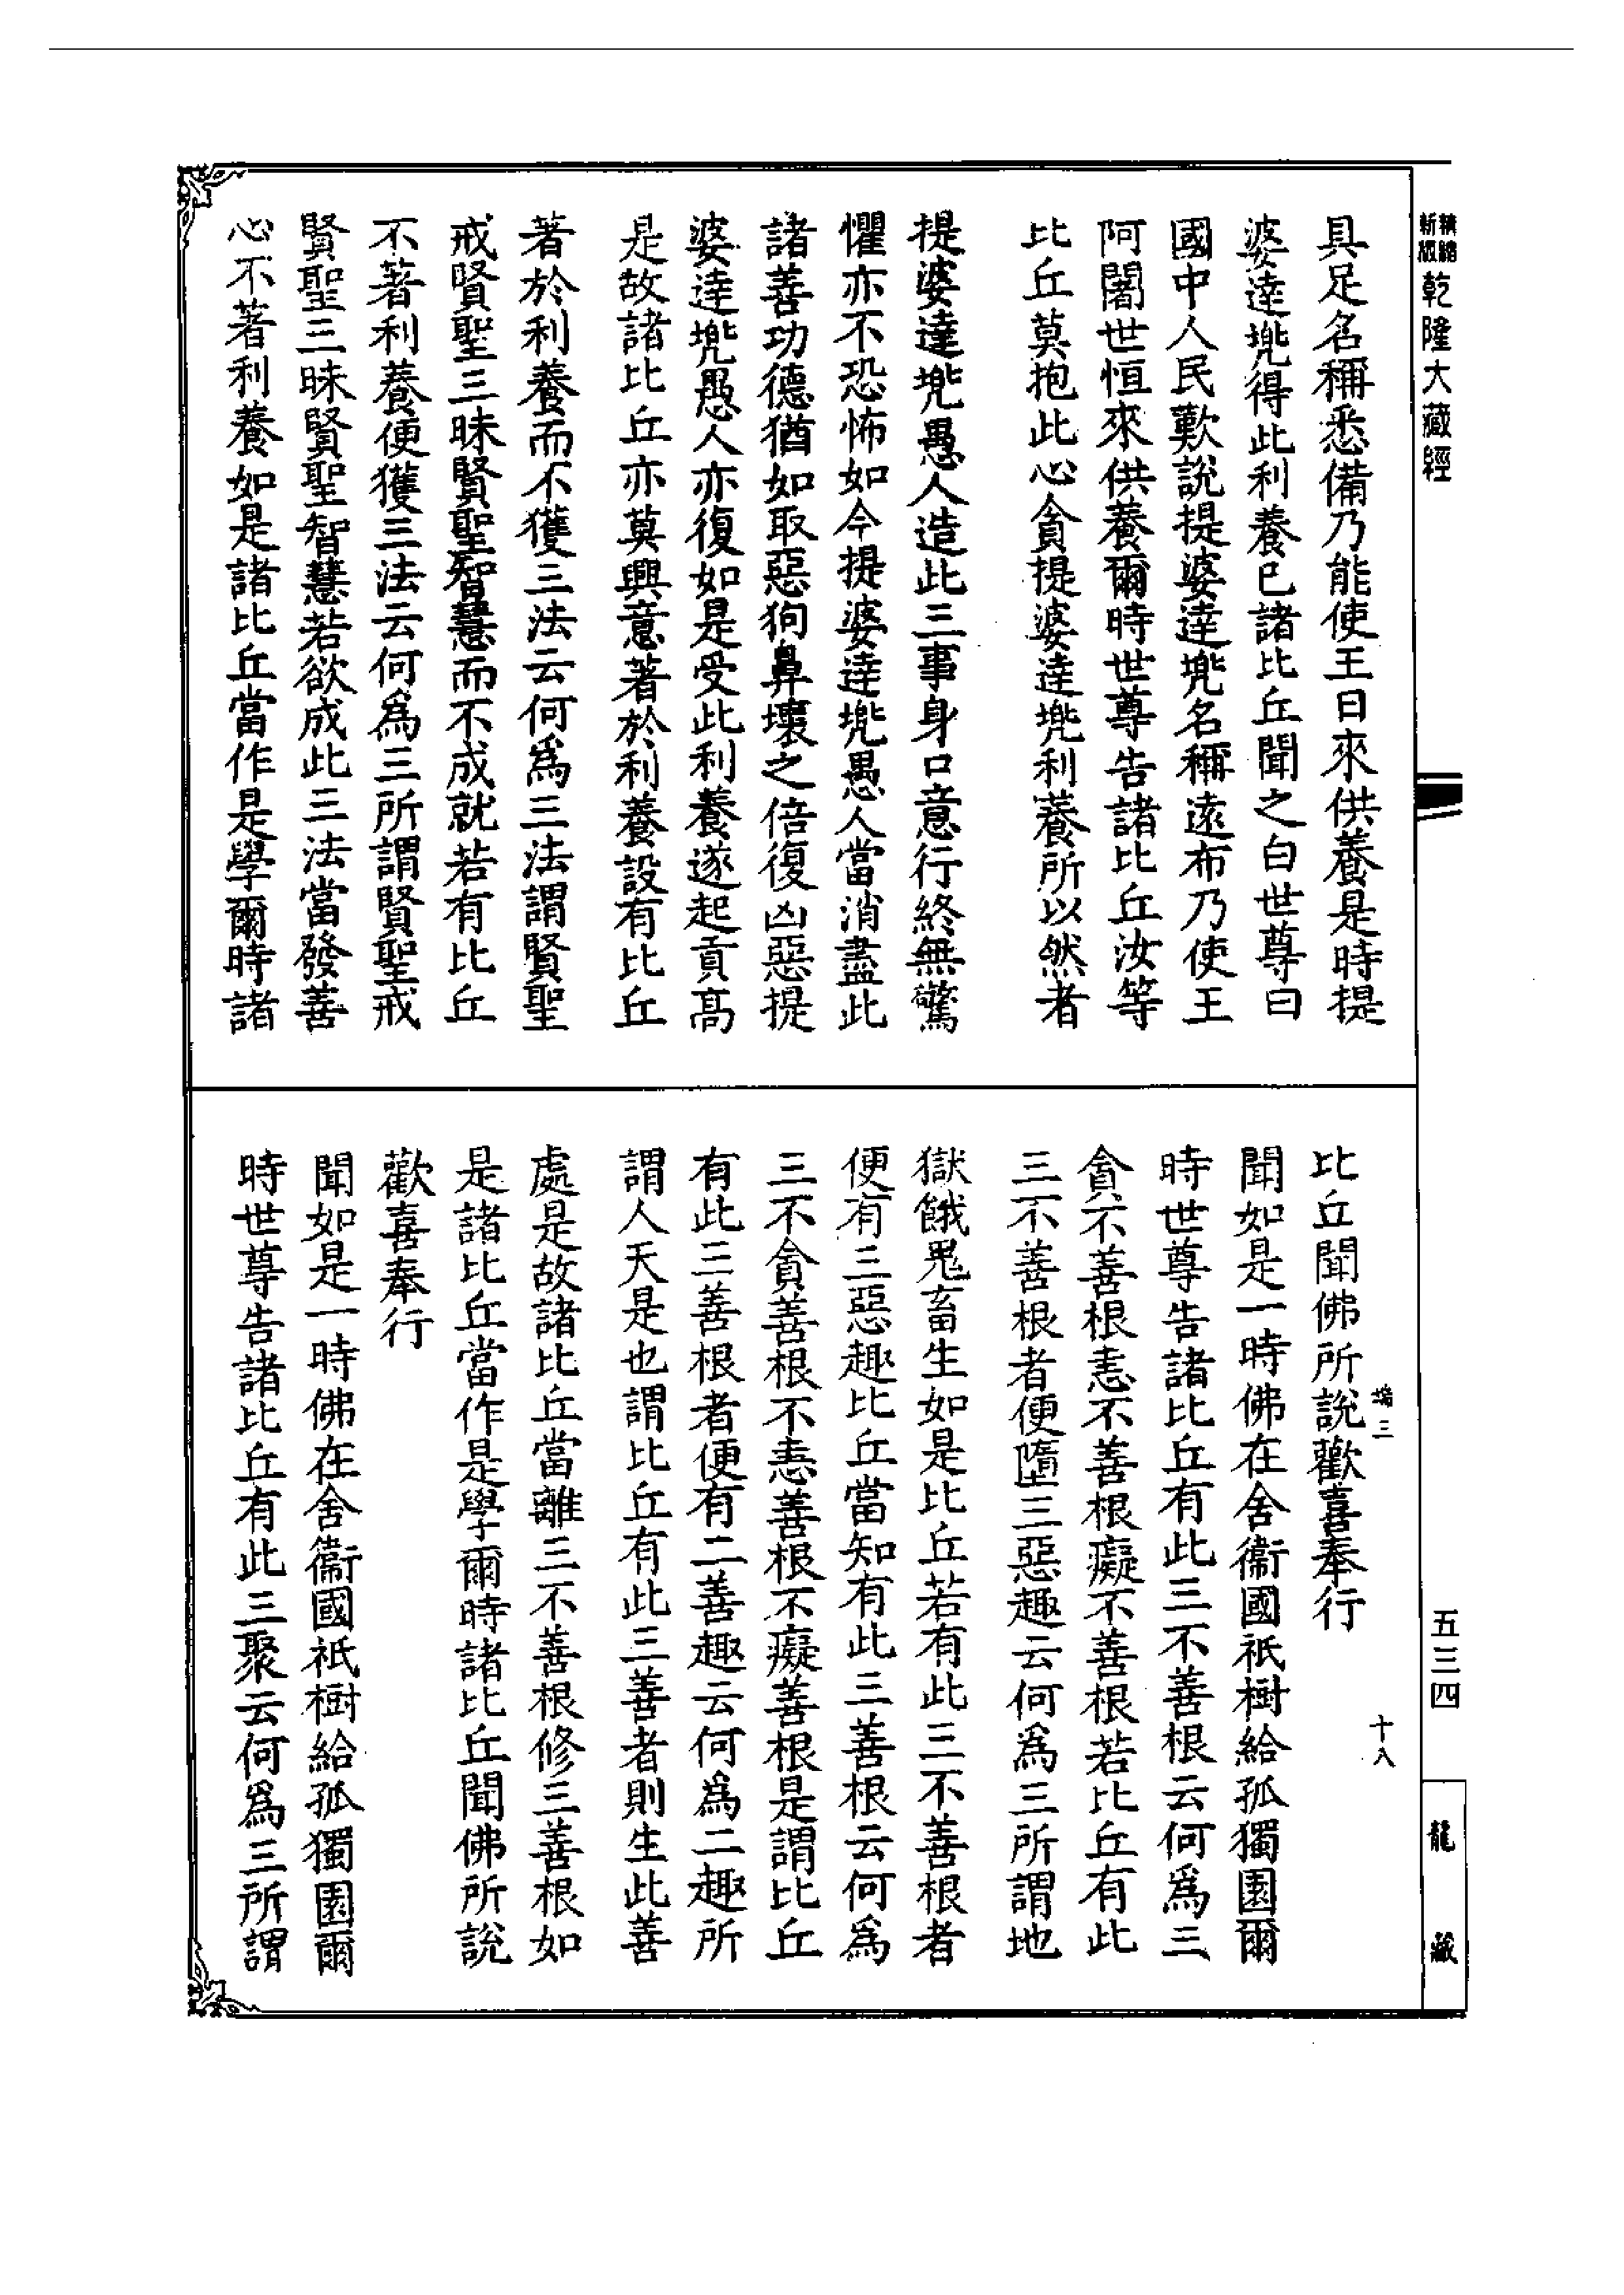 精縮新版乾隆大藏經
具足名稱悉備乃能使王日來供養是時提
婆達兜得此利養已諸比丘聞之白世尊曰
國中人民歎說提婆達兜名稱遠布乃使王
阿闍世恒來供養爾時世尊告諸比丘汝等
比丘莫抱此心貪提婆達兜利養所以然者
提婆達兜愚人造此三事身口意行終無驚
懼亦不恐怖如今提婆達兜愚人當消盡此
諸善功德猶如取惡狗鼻壞之倍復凶惡提
婆達兜愚人亦復如是受此利養遂起貢高
是故諸比丘亦莫興意著於利養設有比丘
著於利養而不獲三法云何爲三法謂賢聖
戒賢聖三昧賢聖智慧而不成就若有比丘
不著利養便獲三法云何爲三所謂賢聖戒
賢聖三昧賢聖智慧若欲成此三法當發善
心不著利養如是諸比丘當作是學爾時諸
比丘聞佛所說歡喜奉行
聞如是一時佛在舍衞國祇樹給孤獨園爾
時世尊告諸比丘有此三不善根云何爲三
貪不善根恚不善根癡不善根若比丘有此
三不善根者便墮三惡趣云何爲三所謂地
獄餓鬼畜生如是比丘若有此三不善根者
便有三惡趣比丘當知有此三善根云何爲
三不貪善根不恚善根不癡善根是謂比丘
有此三善根者便有二善趣云何爲二趣所
謂人天是也謂比丘有此三善者則生此善
處是故諸比丘當離三不善根修三善根如
是諸比丘當作是學爾時諸比丘聞佛所說
歡喜奉行
聞如是一時佛在舍衞國祇樹給孤獨園爾
時世尊告諸比丘有此三聚云何爲三所謂
三
十八
五三四
龍藏